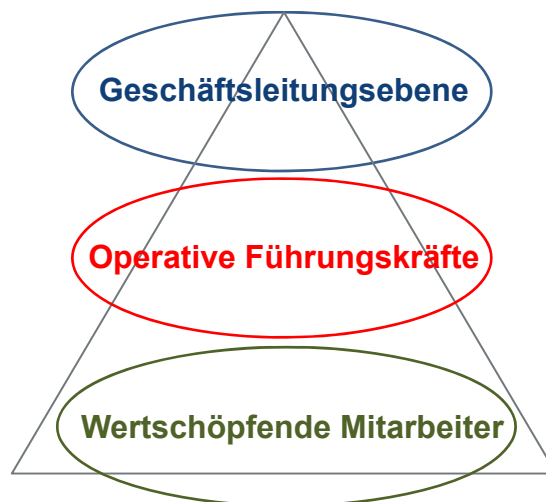 Geschäftsleitungsebene
Operative Führungskräfte
Wertschöpfende Mitarbeiter